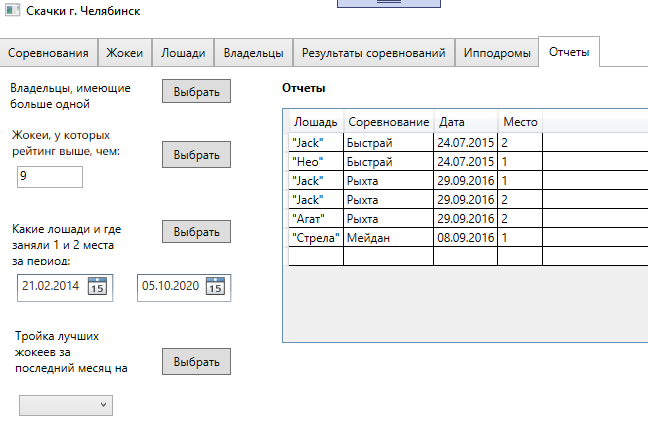 Скачки г. Челябинск
Соревнования Жокеи Лошади Владельцы Результаты соревнований Ипподромы Отчеты
Владельцы, имеющие
больше одной
Выбрать
Жокеи, у которых
рейтинг выше, чем:
Выбрать
9
Какие лошади и где
заняли 1 и 2 места
за период:
Выбрать
21.02.2014 15 05.10.2020 15
Тройка лучших
жокеев за
последний месяц на
Выбрать
Отчеты
Лошадь Соревнование Дата Место
"Jack" Быстрай 24.07.2015 2
"Нео" Быстрай 24.07.2015 1
"Jack" Рыхта 29.09.2016 1
"Jack" Рыхта 29.09.2016 2
"Агат" Рыхта 29.09.2016 2
"Стрела" Мейдан 08.09.2016 1